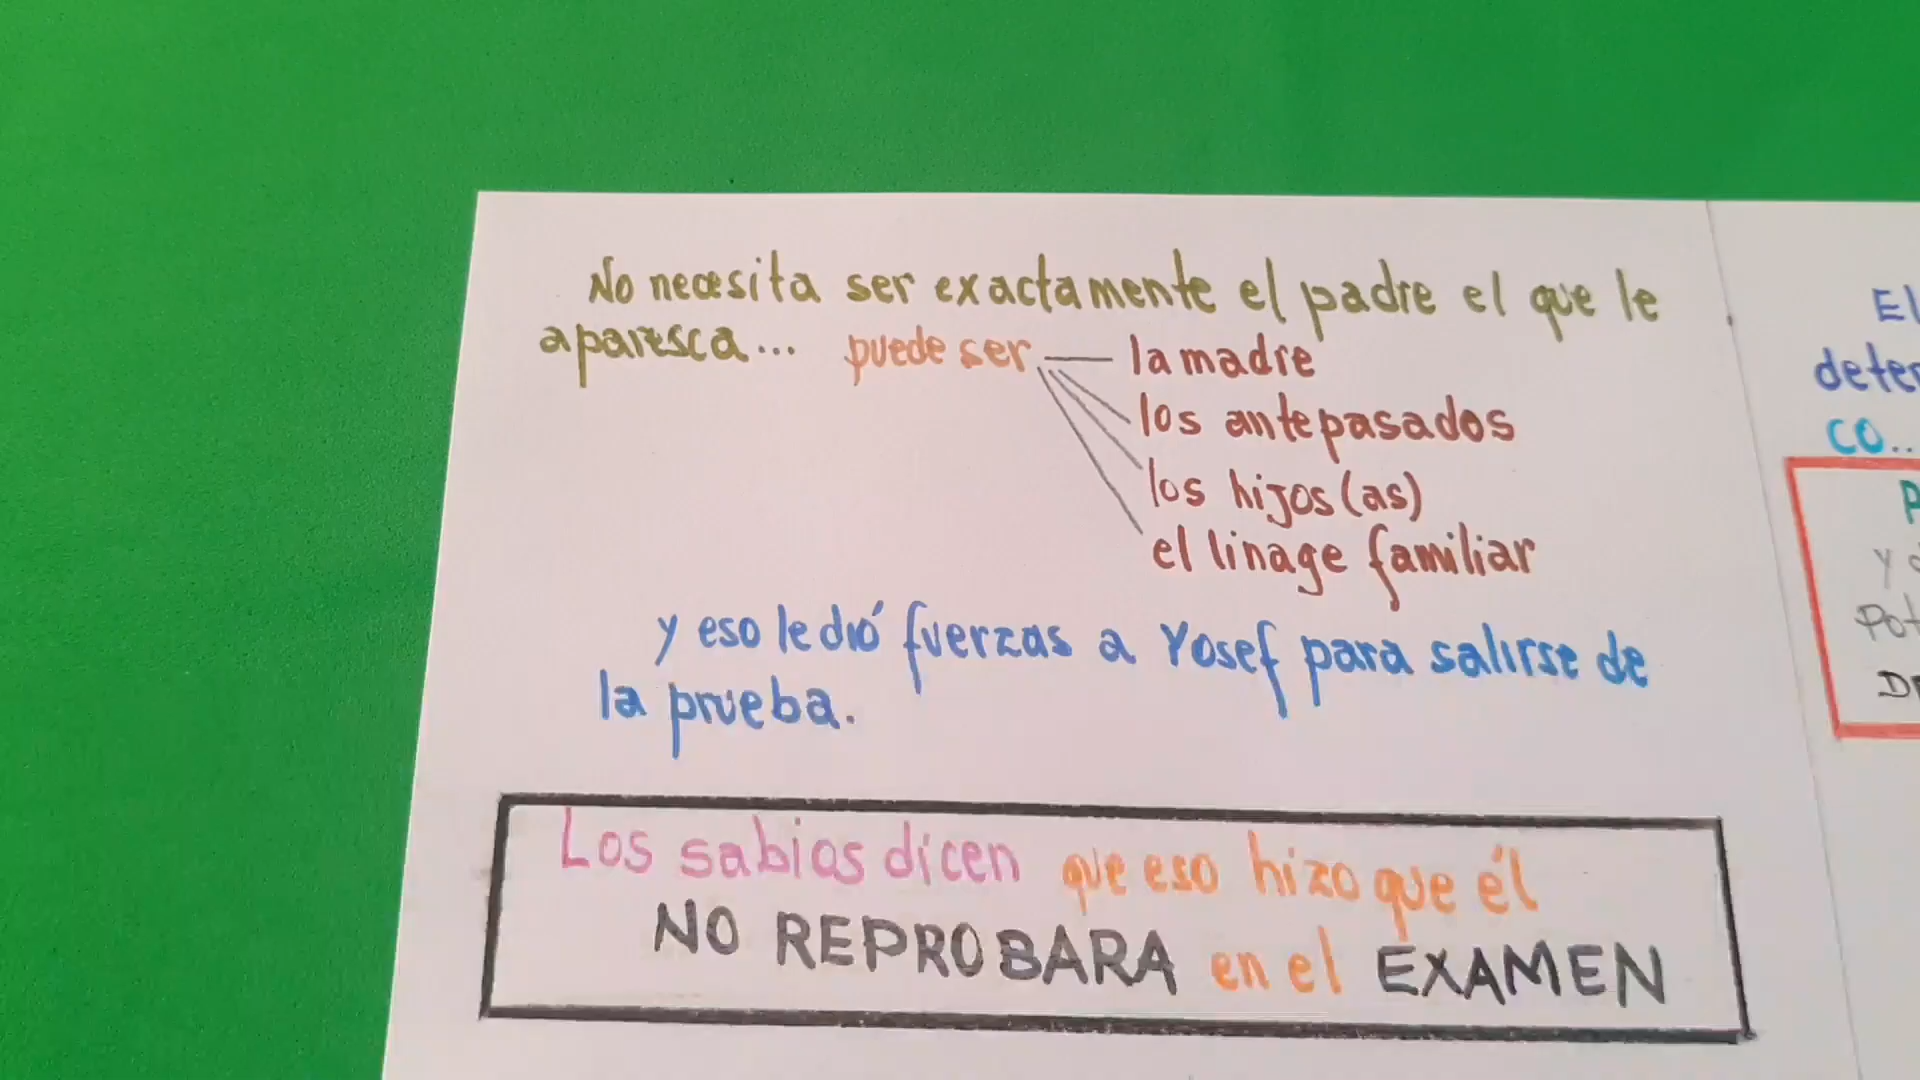 No necesita ser exactamente el padre el que le
aparesca... puede ser — la madre
los antepasados
los hijos (as)
el linage familiar
y eso le dió fuerzas a Yosef para salirse de
la prueba.
Los sabios dicen que eso hizo que él
NO REPROBARA en el EXAMEN
El
CO...